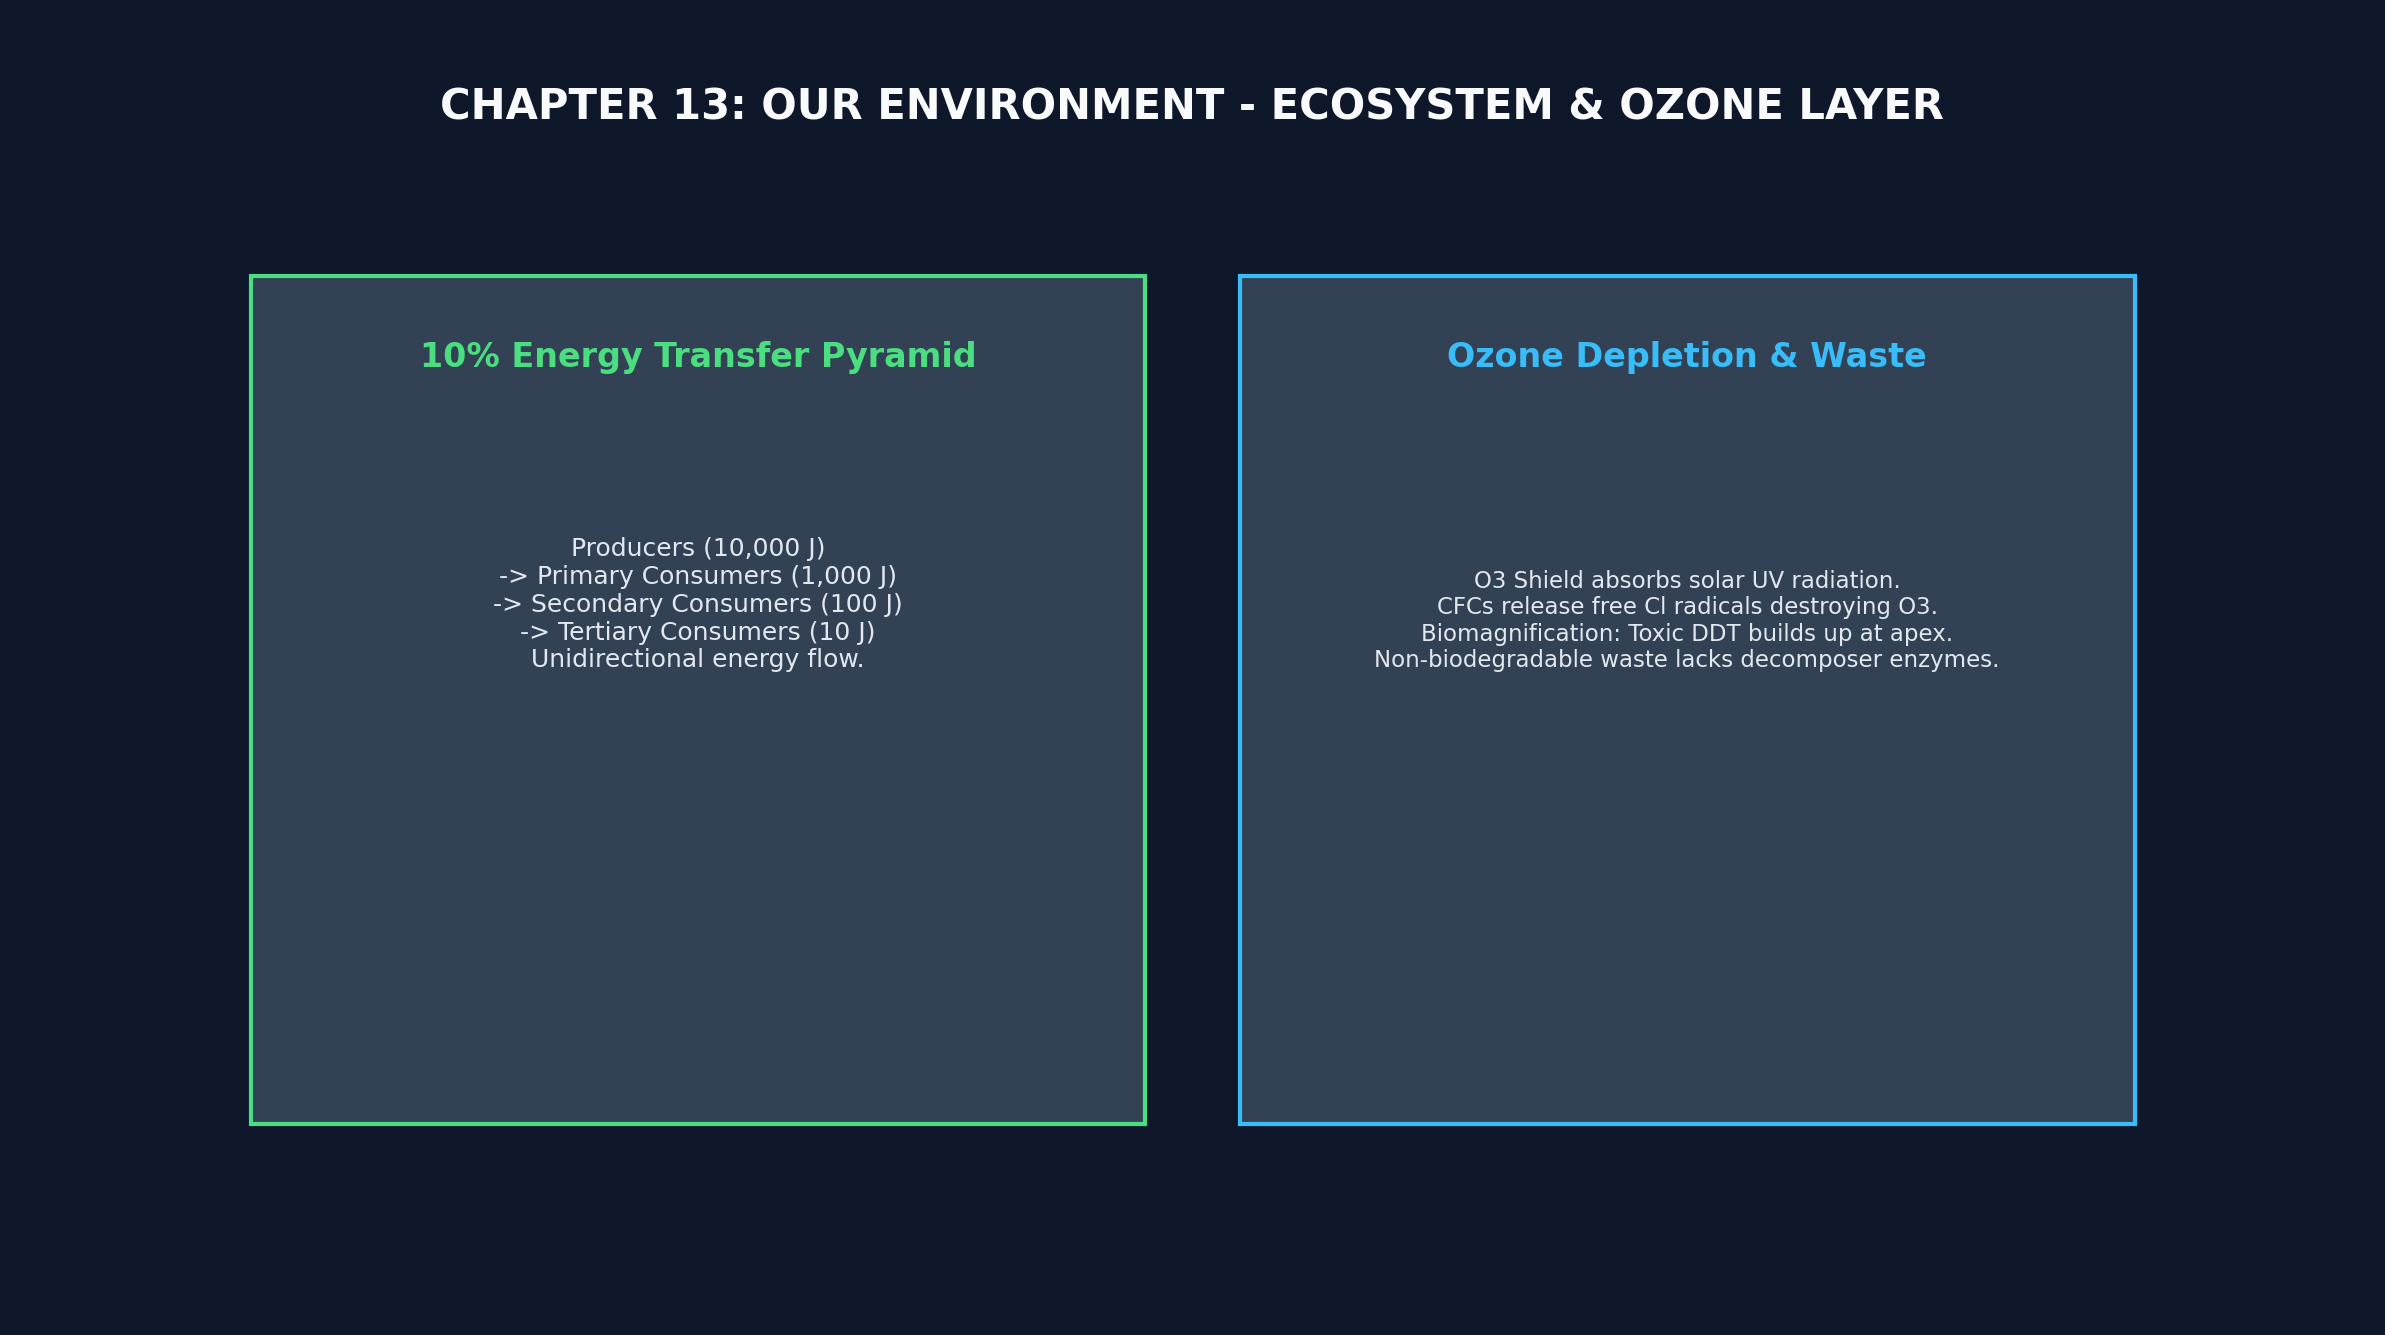 CHAPTER 13: OUR ENVIRONMENT - ECOSYSTEM & OZONE LAYER
10% Energy Transfer Pyramid
Producers (10,000 J)
-> Primary Consumers (1,000 J)
-> Secondary Consumers (100 J)
-> Tertiary Consumers (10 J)
Unidirectional energy flow.
Ozone Depletion & Waste
O3 Shield absorbs solar UV radiation.
CFCs release free Cl radicals destroying O3.
Biomagnification: Toxic DDT builds up at apex.
Non-biodegradable waste lacks decomposer enzymes.